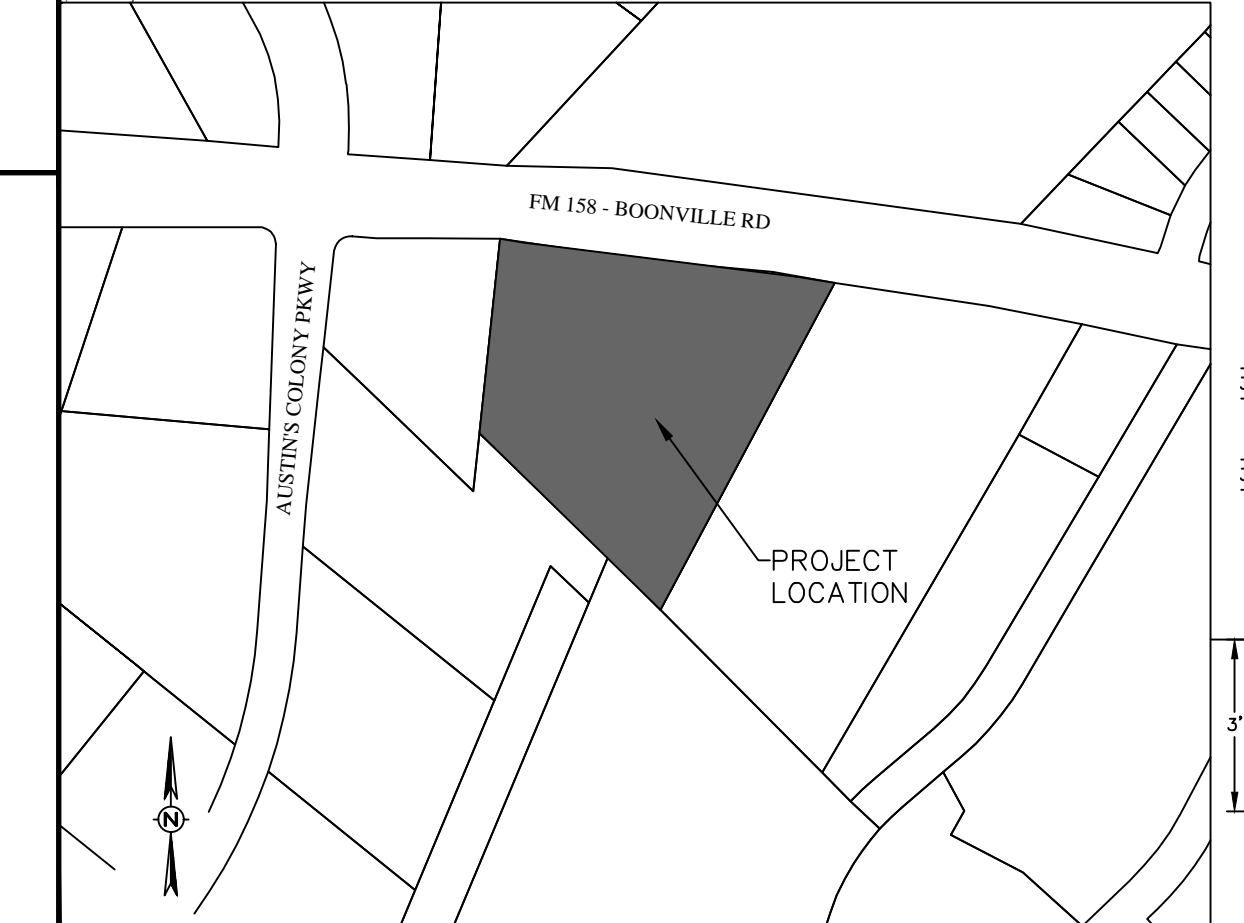 FM 158 - BOONVILLE RD
AUSTIN'S COLONY PKWY
PROJECT
LOCATION
N
3'